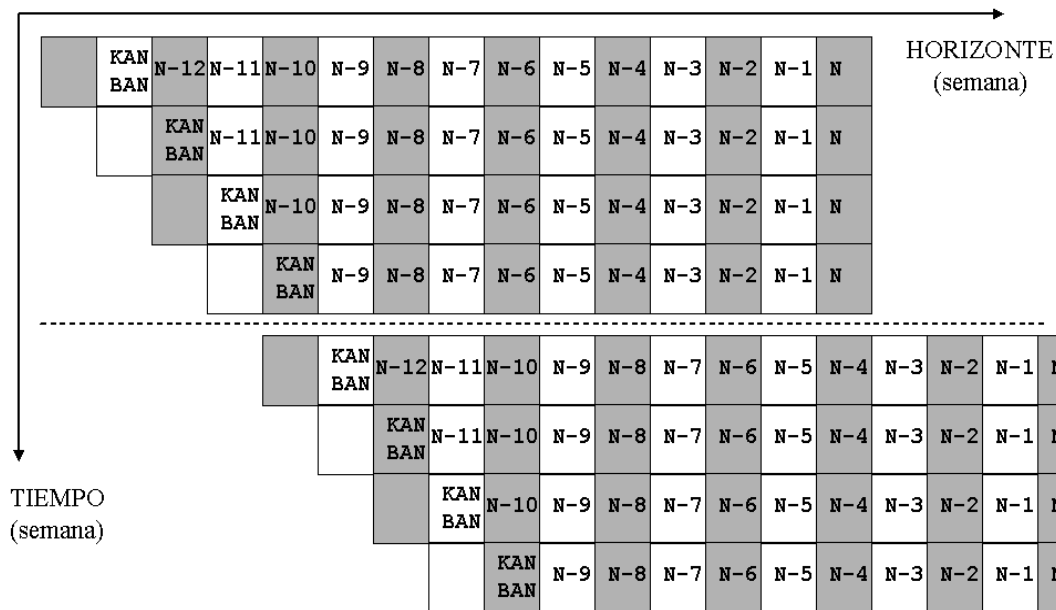 HORIZONTE
(semana)
KAN
BAN N-12 N-11 N-10 N-9 N-8 N-7 N-6 N-5 N-4 N-3 N-2 N-1 N
KAN
BAN N-11 N-10 N-9 N-8 N-7 N-6 N-5 N-4 N-3 N-2 N-1 N
KAN
BAN N-10 N-9 N-8 N-7 N-6 N-5 N-4 N-3 N-2 N-1 N
KAN
BAN N-9 N-8 N-7 N-6 N-5 N-4 N-3 N-2 N-1 N
KAN
BAN N-12 N-11 N-10 N-9 N-8 N-7 N-6 N-5 N-4 N-3 N-2 N-1 N
KAN
BAN N-11 N-10 N-9 N-8 N-7 N-6 N-5 N-4 N-3 N-2 N-1 N
KAN
BAN N-10 N-9 N-8 N-7 N-6 N-5 N-4 N-3 N-2 N-1 N
KAN
BAN N-9 N-8 N-7 N-6 N-5 N-4 N-3 N-2 N-1 N
TIEMPO
(semana)